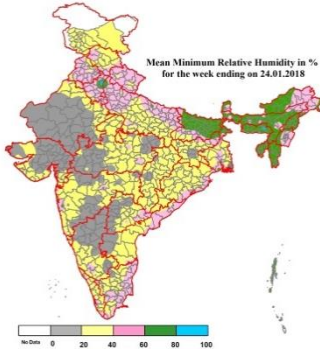 Mean Minimum Relative Humidity in %
for the week ending on 24.01.2018
No Data 0 20 40 60 80 100